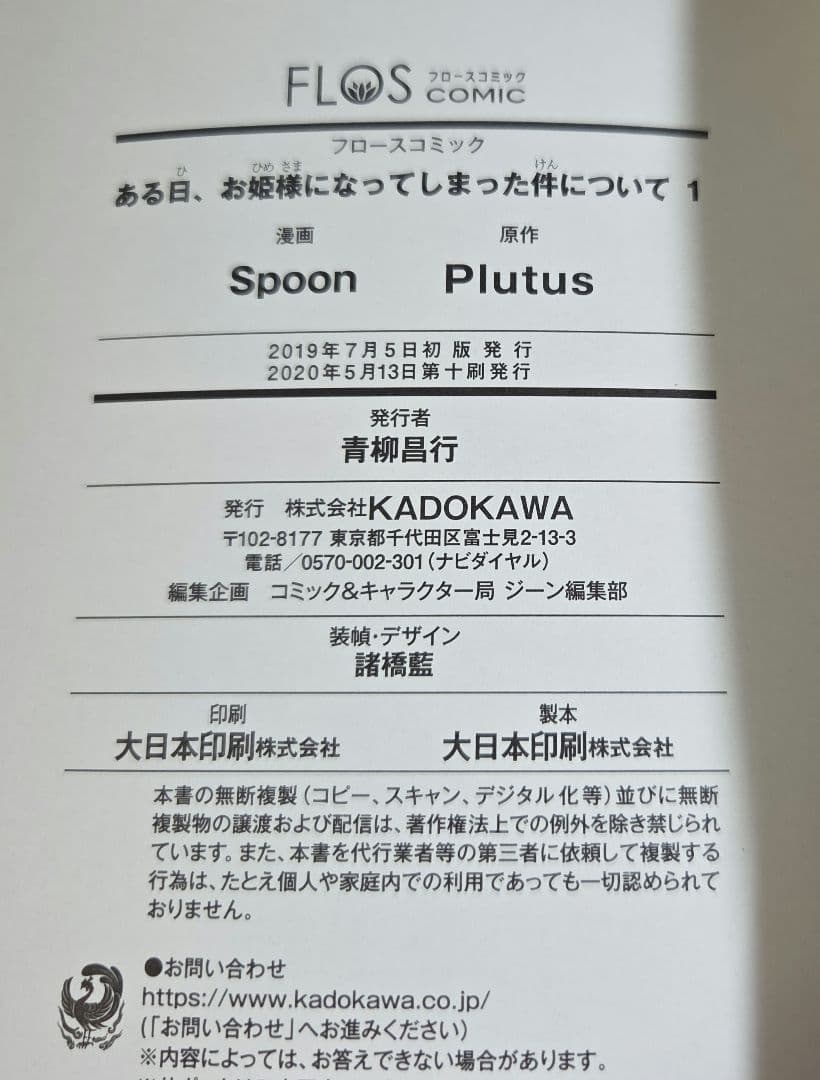 FLOS フロースコミック COMIC
フロースコミック
ある日、お姫様になってしまった件について 1
漫画 原作
Spoon Plutus
2019年7月5日初版発行
2020年5月13日第十刷発行
発行者
青柳昌行
発行 株式会社KADOKAWA
〒102-8177 東京都千代田区富士見2-13-3
電話／0570-002-301（ナビダイヤル）
編集企画 コミック&キャラクター局 ジーン編集部
装幀・デザイン
諸橋藍
印刷 製本
大日本印刷株式会社 大日本印刷株式会社
本書の無断複製（コピー、スキャン、デジタル化等）並びに無断
複製物の譲渡および配信は、著作権法上での例外を除き禁じられ
ています。また、本書を代行業者等の第三者に依頼して複製する
行為は、たとえ個人や家庭内での利用であっても一切認められて
おりません。
●お問い合わせ
https://www.kadokawa.co.jp/
（「お問い合わせ」へお進みください）
※内容によっては、お答えできない場合があります。